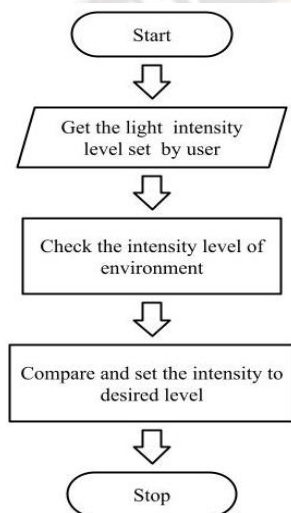 Start
Get the light intensity
level set by user
Check the intensity level of
environment
Compare and set the intensity to
desired level
Stop